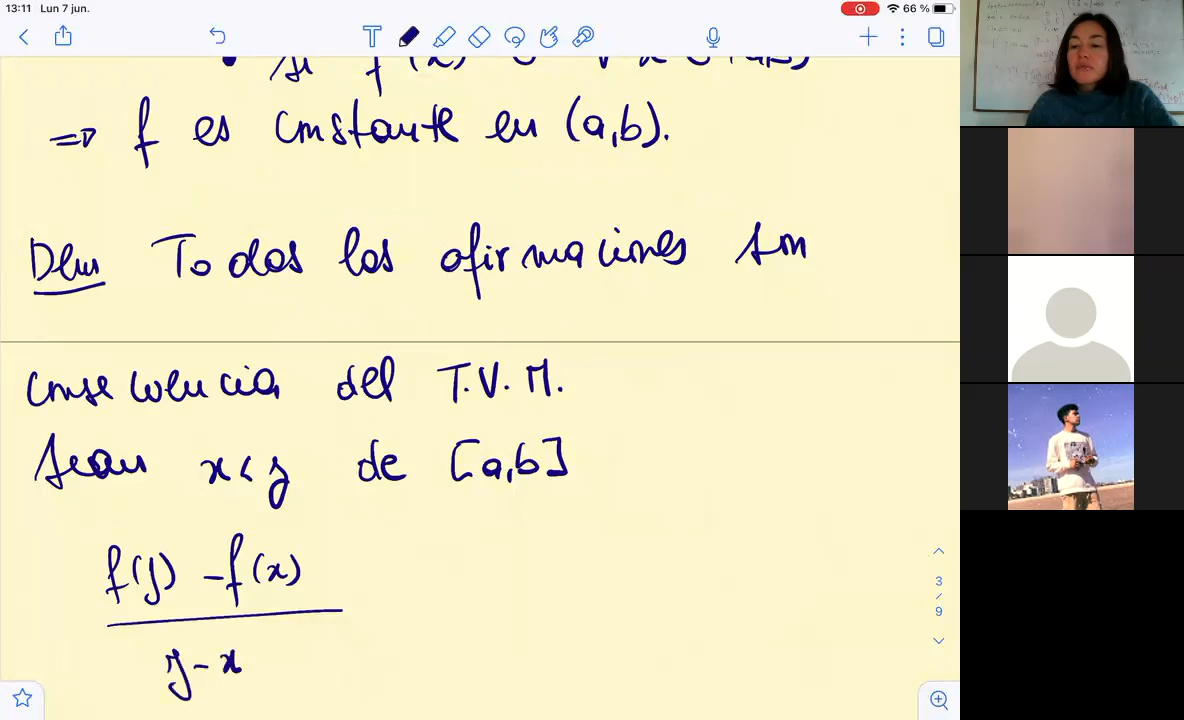 13:11 Lun 7 jun.
66 %
⇒ f es constante en (a,b).
Dem Todas las afirmaciones son
consecuencia del T.V.M.
Sean x<y de [a,b]
f(y) - f(x)
y - x
3
/
9